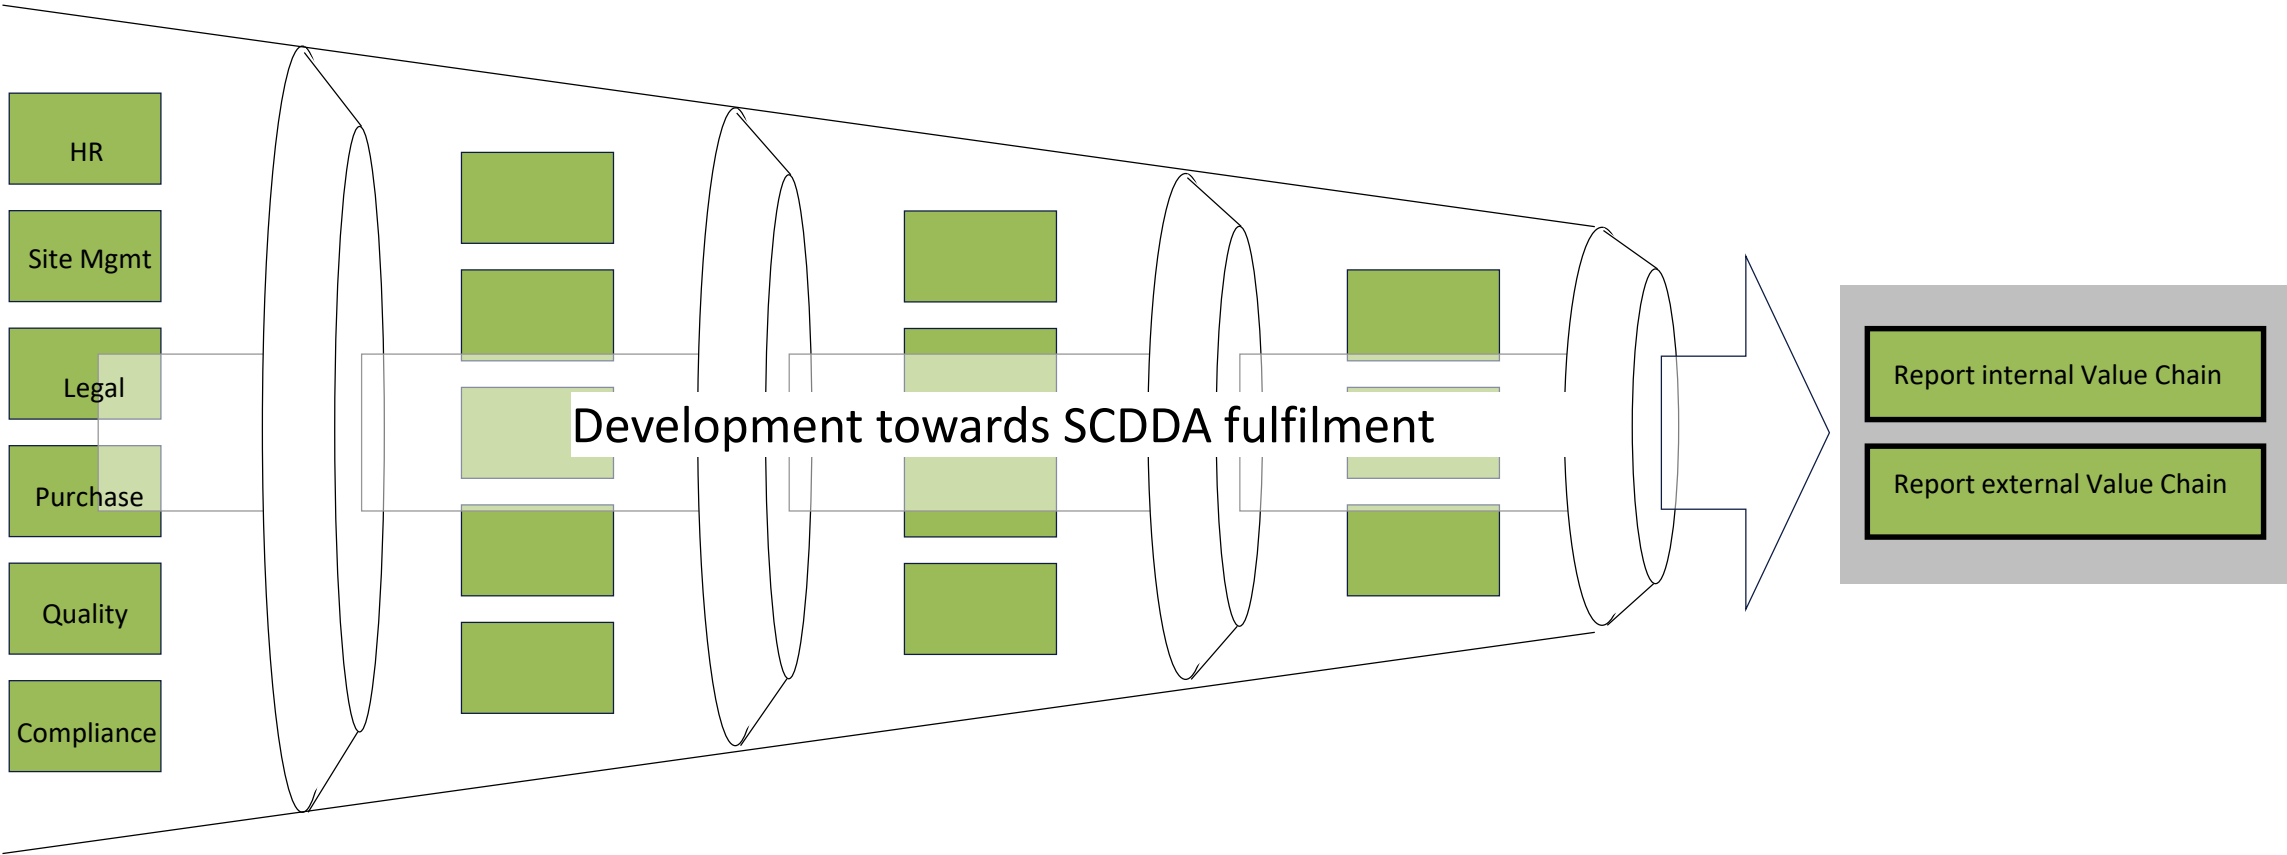 HR
Site Mgmt
Legal
Purchase
Quality
Compliance
Development towards SCDDA fulfilment
Report internal Value Chain
Report external Value Chain